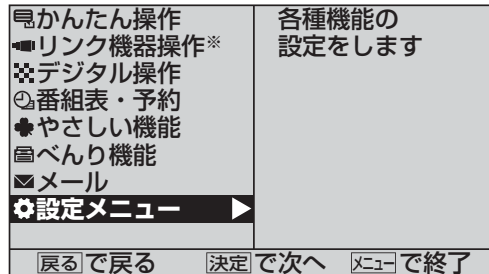 かんたん操作
リンク機器操作※
デジタル操作
番組表・予約
やさしい機能
べんり機能
メール
設定メニュー
各種機能の
設定をします
戻る で戻る 決定 で次へ メニュー で終了